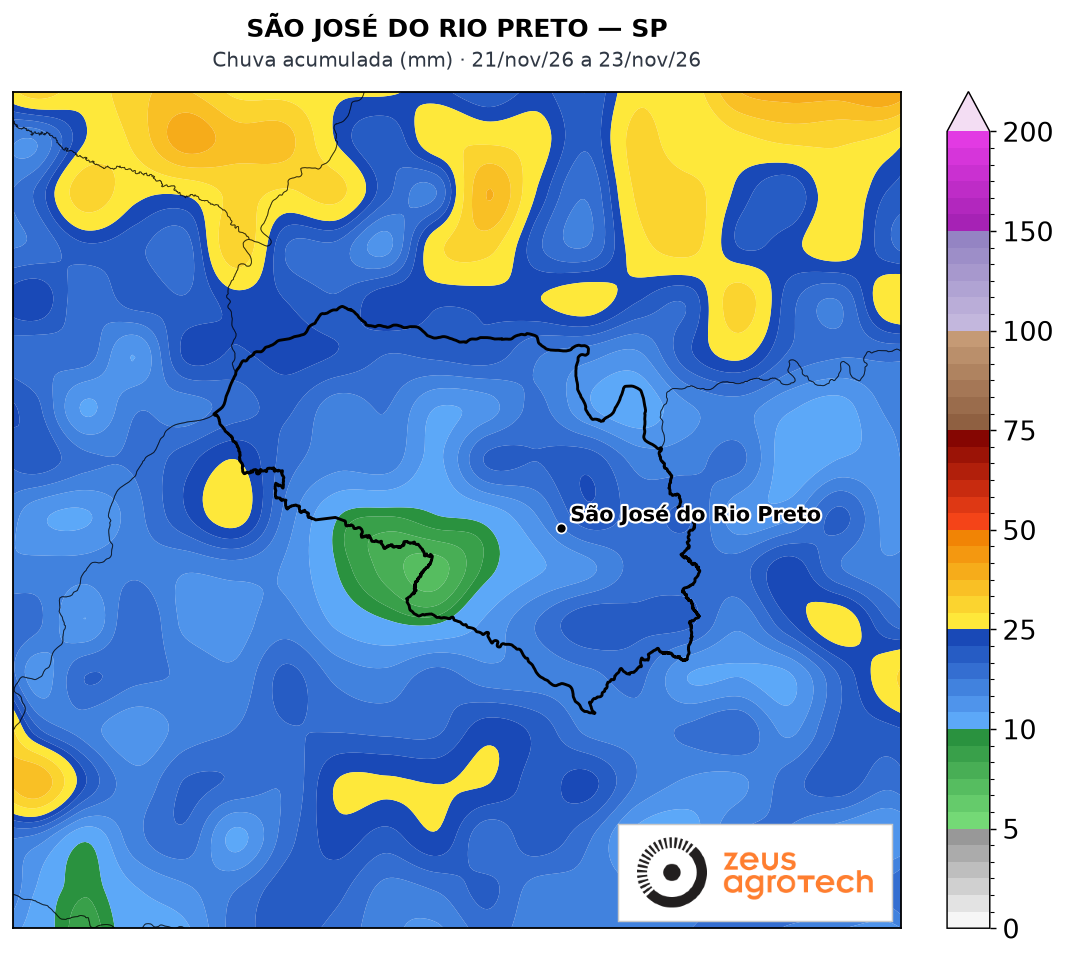 SÃO JOSÉ DO RIO PRETO — SP
Chuva acumulada (mm) · 21/nov/26 a 23/nov/26
200
150
100
75
50
25
10
5
0
São José do Rio Preto
zeus
agrotech